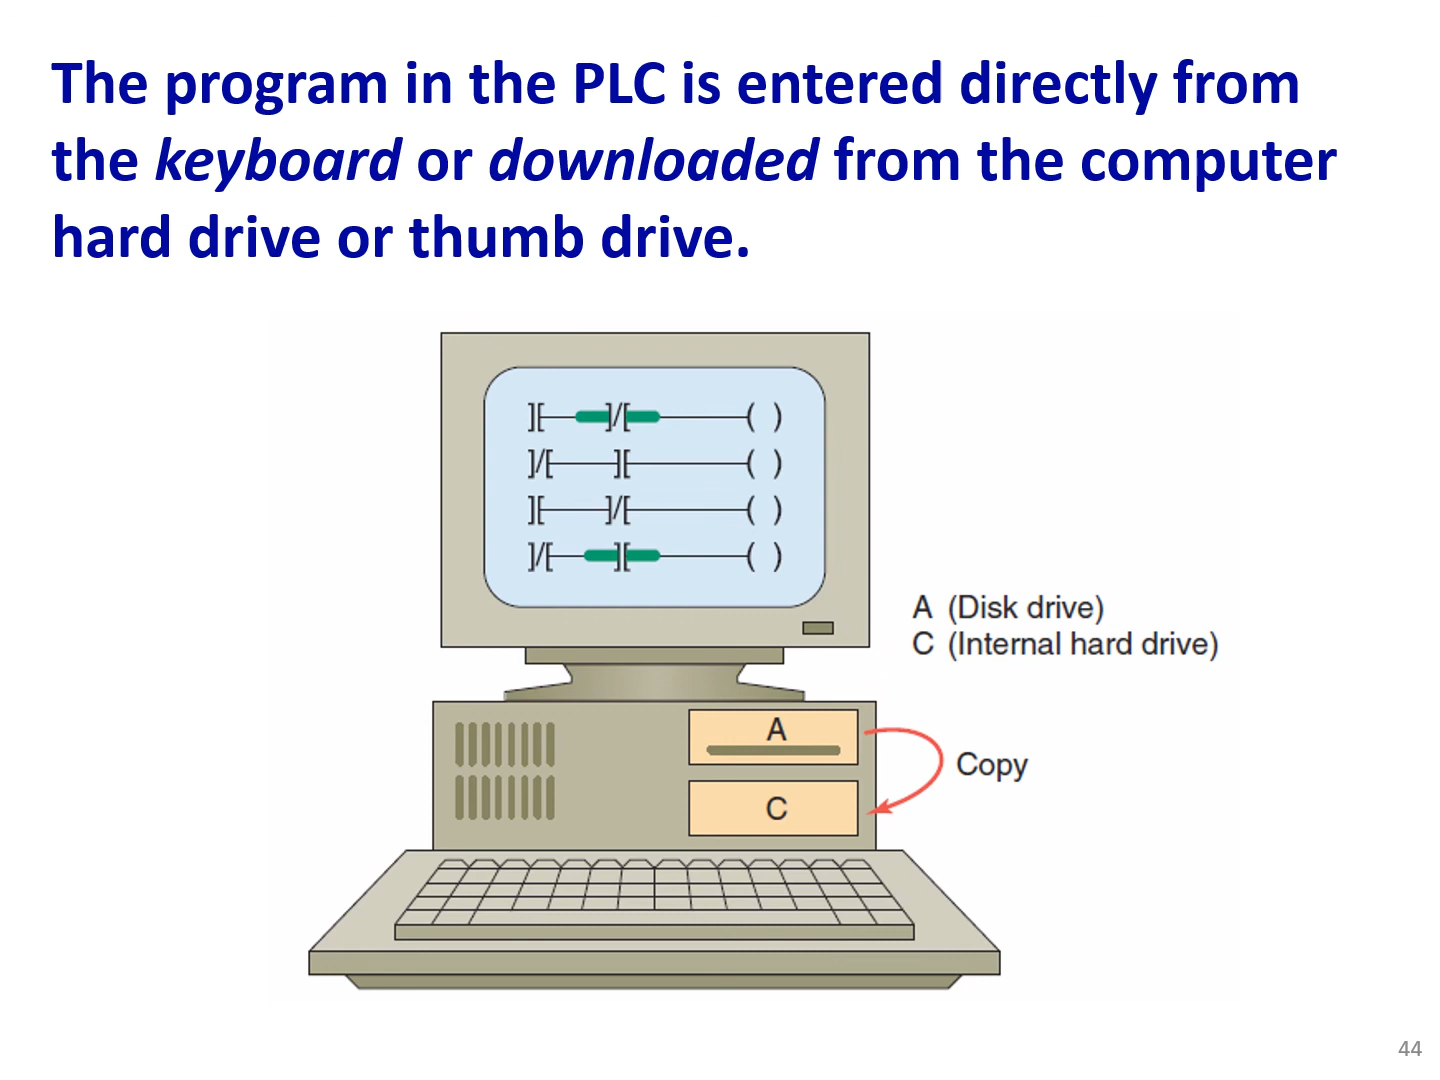 The program in the PLC is entered directly from
the keyboard or downloaded from the computer
hard drive or thumb drive.
][ ]/[ ( )
]/[ ][ ( )
][ ]/[ ( )
]/[ ][ ( )
A (Disk drive)
C (Internal hard drive)
A
Copy
C
44